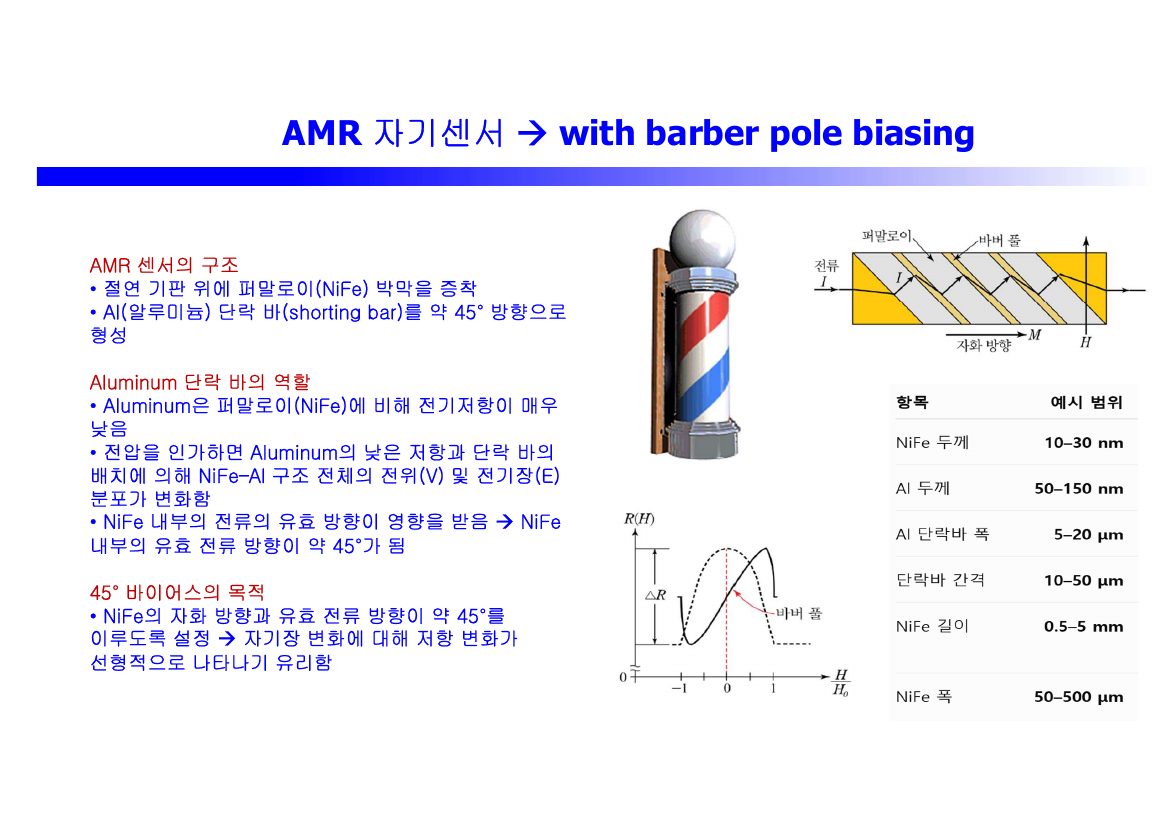 AMR 자기센서 → with barber pole biasing
AMR 센서의 구조
• 절연 기판 위에 퍼말로이(NiFe) 박막을 증착
• Al(알루미늄) 단락 바(shorting bar)를 약 45° 방향으로
형성
Aluminum 단락 바의 역할
• Aluminum은 퍼말로이(NiFe)에 비해 전기저항이 매우
낮음
• 전압을 인가하면 Aluminum의 낮은 저항과 단락 바의
배치에 의해 NiFe–Al 구조 전체의 전위(V) 및 전기장(E)
분포가 변화함
• NiFe 내부의 전류의 유효 방향이 영향을 받음 → NiFe
내부의 유효 전류 방향이 약 45°가 됨
45° 바이어스의 목적
• NiFe의 자화 방향과 유효 전류 방향이 약 45°를
이루도록 설정 → 자기장 변화에 대해 저항 변화가
선형적으로 나타나기 유리함
퍼말로이
바버 풀
전류
I
I
M
자화 방향
H
R(H)
△R
바버 풀
0
−1 0 1
H
H₀
항목 예시 범위
NiFe 두께 10–30 nm
Al 두께 50–150 nm
Al 단락바 폭 5–20 μm
단락바 간격 10–50 μm
NiFe 길이 0.5–5 mm
NiFe 폭 50–500 μm